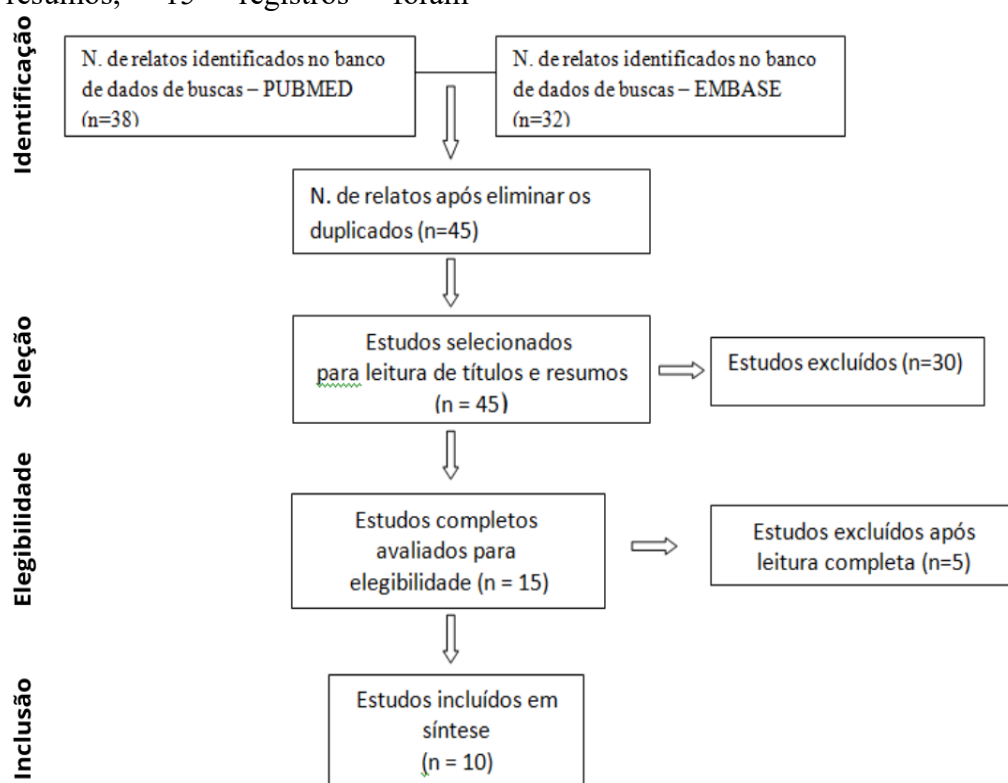 resumos, 15 registros foram
Identificação
N. de relatos identificados no banco
de dados de buscas – PUBMED
(n=38)
N. de relatos identificados no banco
de dados de buscas – EMBASE
(n=32)
N. de relatos após eliminar os
duplicados (n=45)
Seleção
Estudos selecionados
para leitura de títulos e resumos
(n = 45)
Estudos excluídos (n=30)
Elegibilidade
Estudos completos
avaliados para
elegibilidade (n = 15)
Estudos excluídos após
leitura completa (n=5)
Inclusão
Estudos incluídos em
síntese
(n = 10)